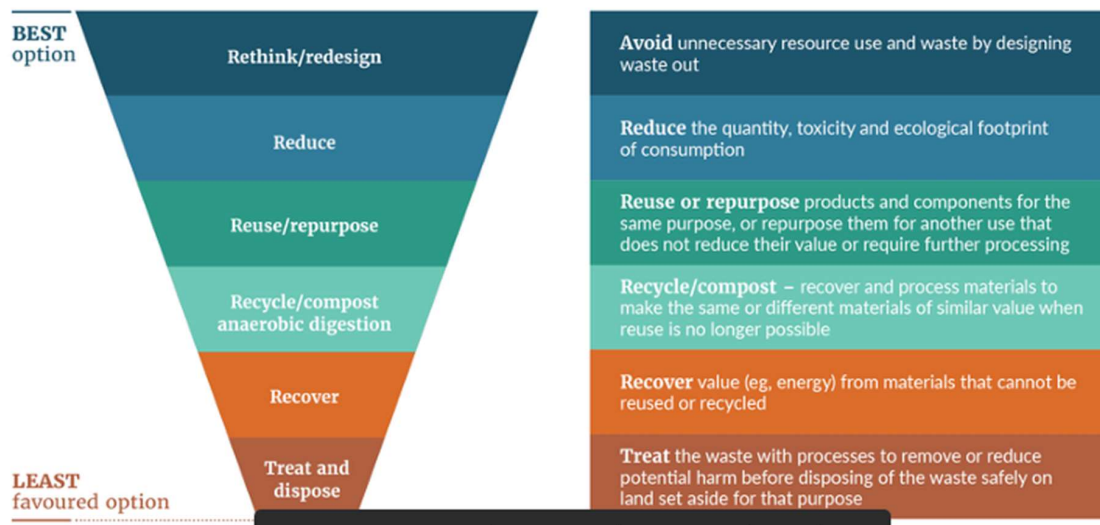 BEST
option
Rethink/redesign
Avoid unnecessary resource use and waste by designing
waste out
Reduce
Reduce the quantity, toxicity and ecological footprint
of consumption
Reuse/repurpose
Reuse or repurpose products and components for the
same purpose, or repurpose them for another use that
does not reduce their value or require further processing
Recycle/compost
anaerobic digestion
Recycle/compost – recover and process materials to
make the same or different materials of similar value when
reuse is no longer possible
Recover
Recover value (eg, energy) from materials that cannot be
reused or recycled
LEAST
favoured option
Treat and
dispose
Treat the waste with processes to remove or reduce
potential harm before disposing of the waste safely on
land set aside for that purpose